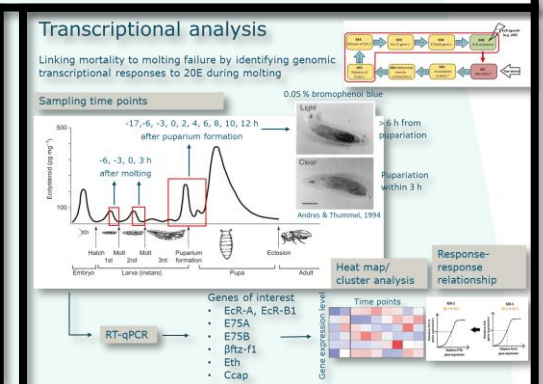 Transcriptional analysis
Linking mortality to molting failure by identifying genomic
transcriptional responses to 20E during molting
Sampling time points
0.05 % bromophenol blue
-17,-6, -3, 0, 2, 4, 6, 8, 10, 12 h
after puparium formation
Light
> 6 h from
pupariation
-6, -3, 0, 3 h
after molting
Clear
Pupariation
within 3 h
Andres & Thummel, 1994
Ecdysteroid (pg mg⁻¹)
500
100
Hatch
Molt
Molt
Puparium
formation
Eclosion
1st
2nd
3rd
Embryo
Larva (instars)
Pupa
Adult
Heat map/
cluster analysis
Response-
response
relationship
Time points
Gene expression level
RT-qPCR
Genes of interest
• EcR-A, EcR-B1
• E75A
• E75B
• βftz-f1
• Eth
• Ccap